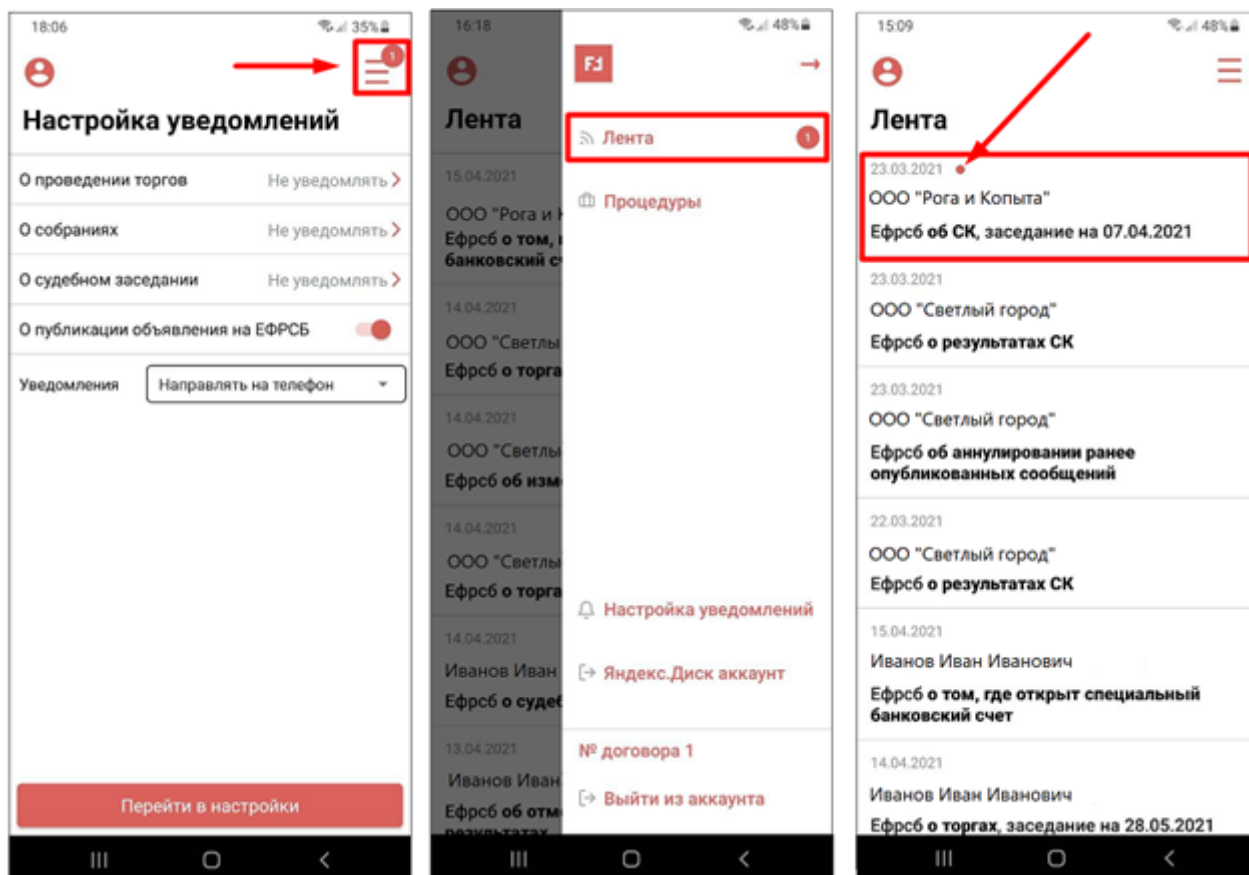 18:06
35%
1
Настройка уведомлений
О проведении торгов Не уведомлять
О собраниях Не уведомлять
О судебном заседании Не уведомлять
О публикации объявления на ЕФРСБ
Уведомления Направлять на телефон
Перейти в настройки
16:18
48%
Лента
15.04.2021
ООО "Рога и
Ефрсб о том,
банковский
14.04.2021
ООО "Светлы
Ефрсб о торга
14.04.2021
ООО "Светлы
Ефрсб об изм
14.04.2021
ООО "Светлы
Ефрсб о торга
14.04.2021
Иванов Иван
Ефрсб о судеб
13.04.2021
Иванов Иван
Ефрсб об отм
результатах
Лента 1
Процедуры
Настройка уведомлений
Яндекс.Диск аккаунт
№ договора 1
Выйти из аккаунта
15:09
48%
Лента
23.03.2021
ООО "Рога и Копыта"
Ефрсб об СК, заседание на 07.04.2021
23.03.2021
ООО "Светлый город"
Ефрсб о результатах СК
23.03.2021
ООО "Светлый город"
Ефрсб об аннулировании ранее
опубликованных сообщений
22.03.2021
ООО "Светлый город"
Ефрсб о результатах СК
15.04.2021
Иванов Иван Иванович
Ефрсб о том, где открыт специальный
банковский счет
14.04.2021
Иванов Иван Иванович
Ефрсб о торгах, заседание на 28.05.2021